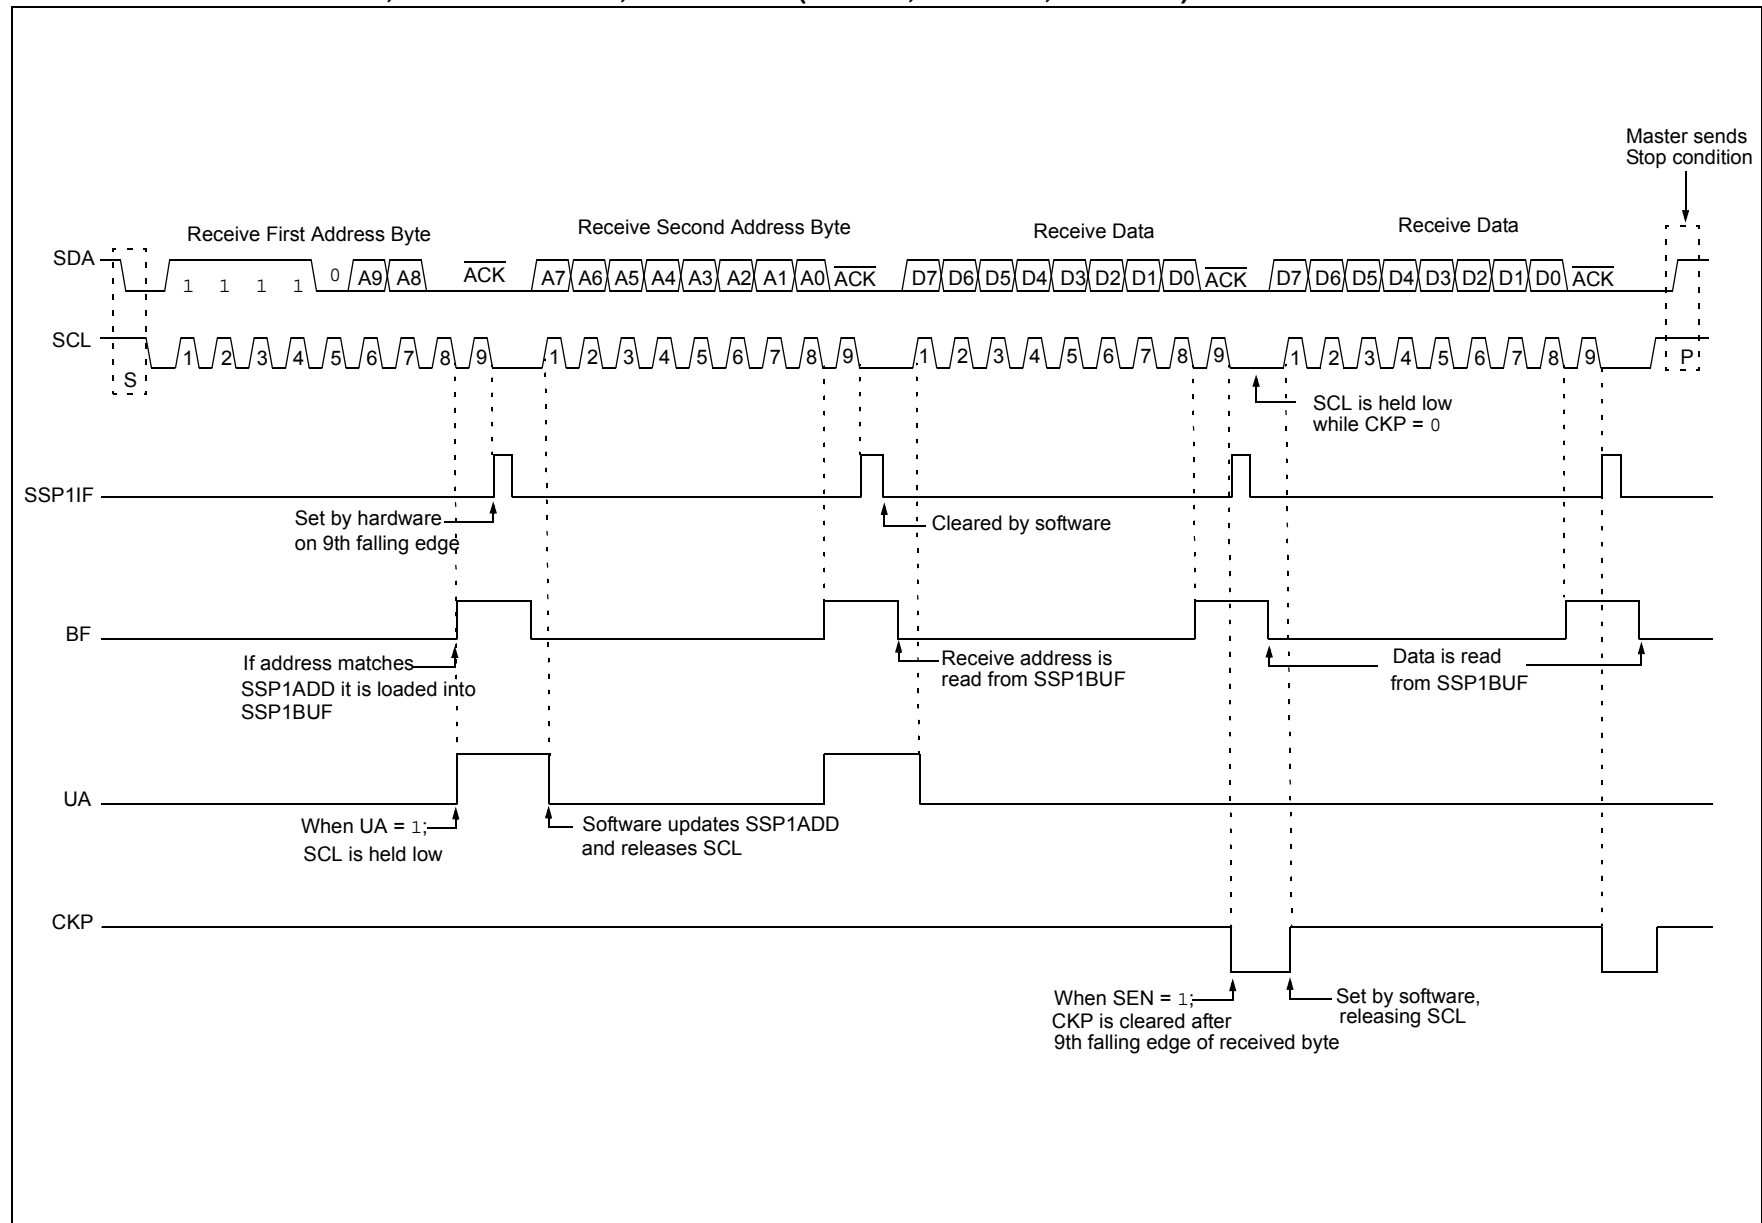 Master sends
Stop condition
Receive First Address Byte
Receive Second Address Byte
Receive Data
Receive Data
SDA
1 1 1 1 0 A9 A8 ACK A7 A6 A5 A4 A3 A2 A1 A0 ACK D7 D6 D5 D4 D3 D2 D1 D0 ACK D7 D6 D5 D4 D3 D2 D1 D0 ACK
SCL
S 1 2 3 4 5 6 7 8 9 1 2 3 4 5 6 7 8 9 1 2 3 4 5 6 7 8 9 1 2 3 4 5 6 7 8 9 P
SCL is held low
while CKP = 0
SSP1IF
Set by hardware
on 9th falling edge
Cleared by software
BF
If address matches
SSP1ADD it is loaded into
SSP1BUF
Receive address is
read from SSP1BUF
Data is read
from SSP1BUF
UA
When UA = 1;
SCL is held low
Software updates SSP1ADD
and releases SCL
CKP
When SEN = 1;
CKP is cleared after
9th falling edge of received byte
Set by software,
releasing SCL